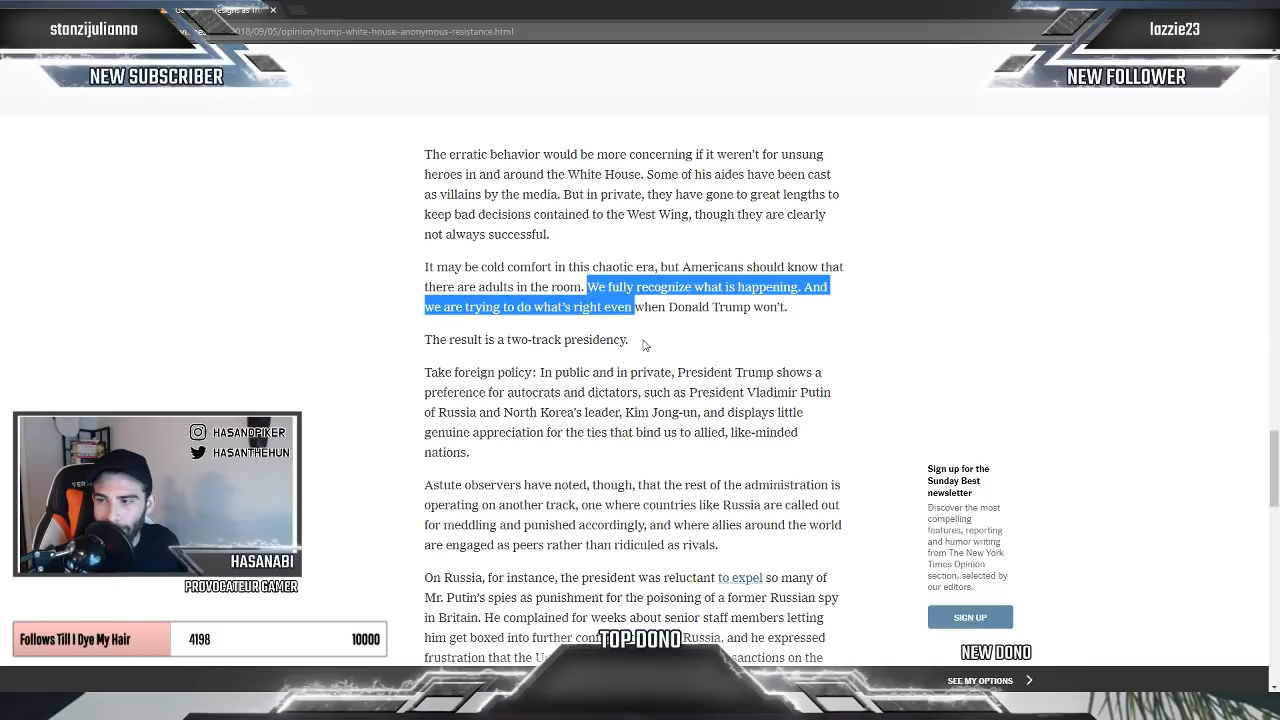 stanzijulianna
NEW SUBSCRIBER
lazzie23
NEW FOLLOWER
018/09/05/opinion/trump-white-house-anonymous-resistance.html
The erratic behavior would be more concerning if it weren't for unsung
heroes in and around the White House. Some of his aides have been cast
as villains by the media. But in private, they have gone to great lengths to
keep bad decisions contained to the West Wing, though they are clearly
not always successful.
It may be cold comfort in this chaotic era, but Americans should know that
there are adults in the room. We fully recognize what is happening. And
we are trying to do what's right even when Donald Trump won't.
The result is a two-track presidency.
Take foreign policy: In public and in private, President Trump shows a
preference for autocrats and dictators, such as President Vladimir Putin
of Russia and North Korea's leader, Kim Jong-un, and displays little
genuine appreciation for the ties that bind us to allied, like-minded
nations.
Astute observers have noted, though, that the rest of the administration is
operating on another track, one where countries like Russia are called out
for meddling and punished accordingly, and where allies around the world
are engaged as peers rather than ridiculed as rivals.
On Russia, for instance, the president was reluctant to expel so many of
Mr. Putin's spies as punishment for the poisoning of a former Russian spy
in Britain. He complained for weeks about senior staff members letting
him get boxed into further Russia, and he expressed
frustration that the sanctions on the
Sign up for the
Sunday Best
newsletter
Discover the most
compelling
features, reporting
and humor writing
from The New York
Times Opinion
section, selected by
our editors.
SIGN UP
HASANDPIKER
HASANTHEHUN
HASANABI
PROVOCATEUR GAMER
Follows Till I Dye My Hair 4198 10000
TOP DONO
NEW DONO
SEE MY OPTIONS